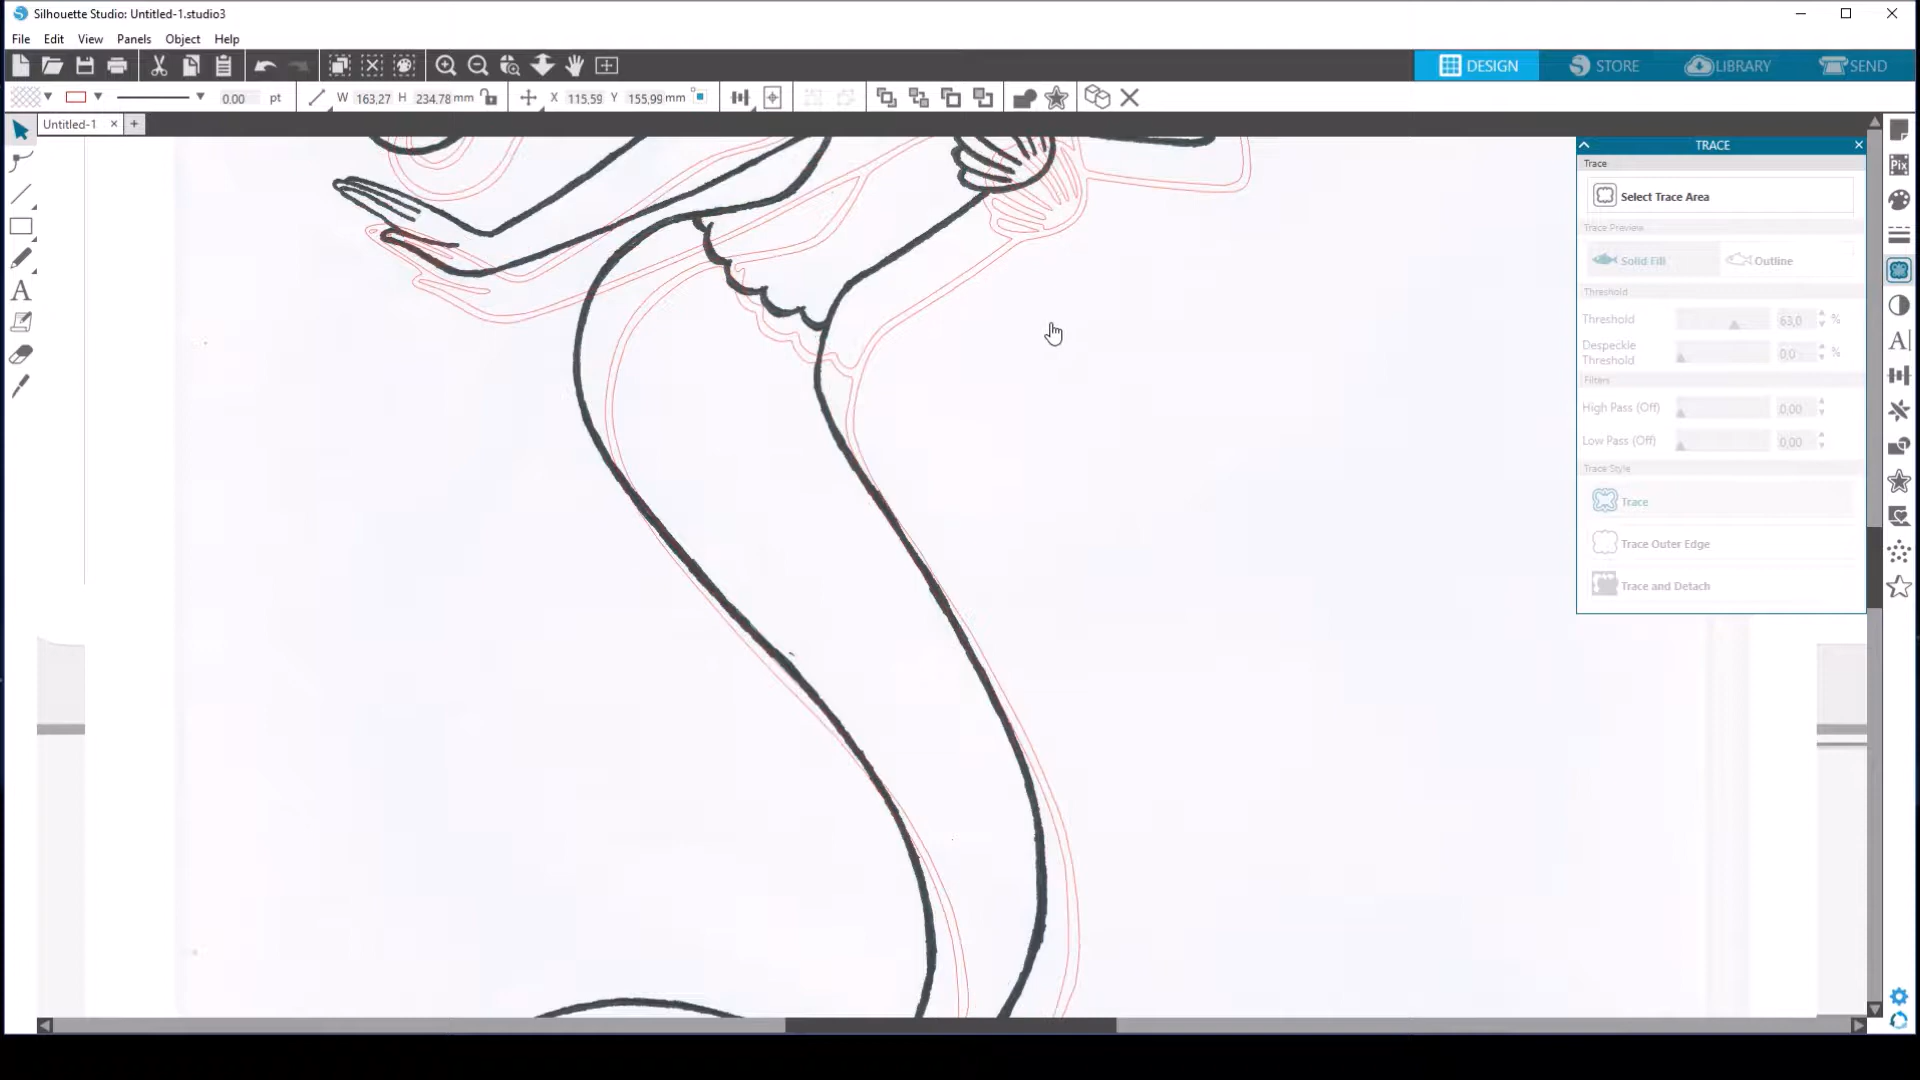 Silhouette Studio: Untitled-1.studio3
File Edit View Panels Object Help
DESIGN STORE LIBRARY SEND
0.00 pt W 163,27 H 234.78 mm X 115,59 Y 155,99 mm
Untitled-1
TRACE
Trace
Select Trace Area
Trace Preview
Solid Fill Outline
Threshold
Threshold 63,0 %
Despeckle Threshold 0,0 %
Filters
High Pass (Off) 0,00
Low Pass (Off) 0,00
Trace Style
Trace
Trace Outer Edge
Trace and Detach